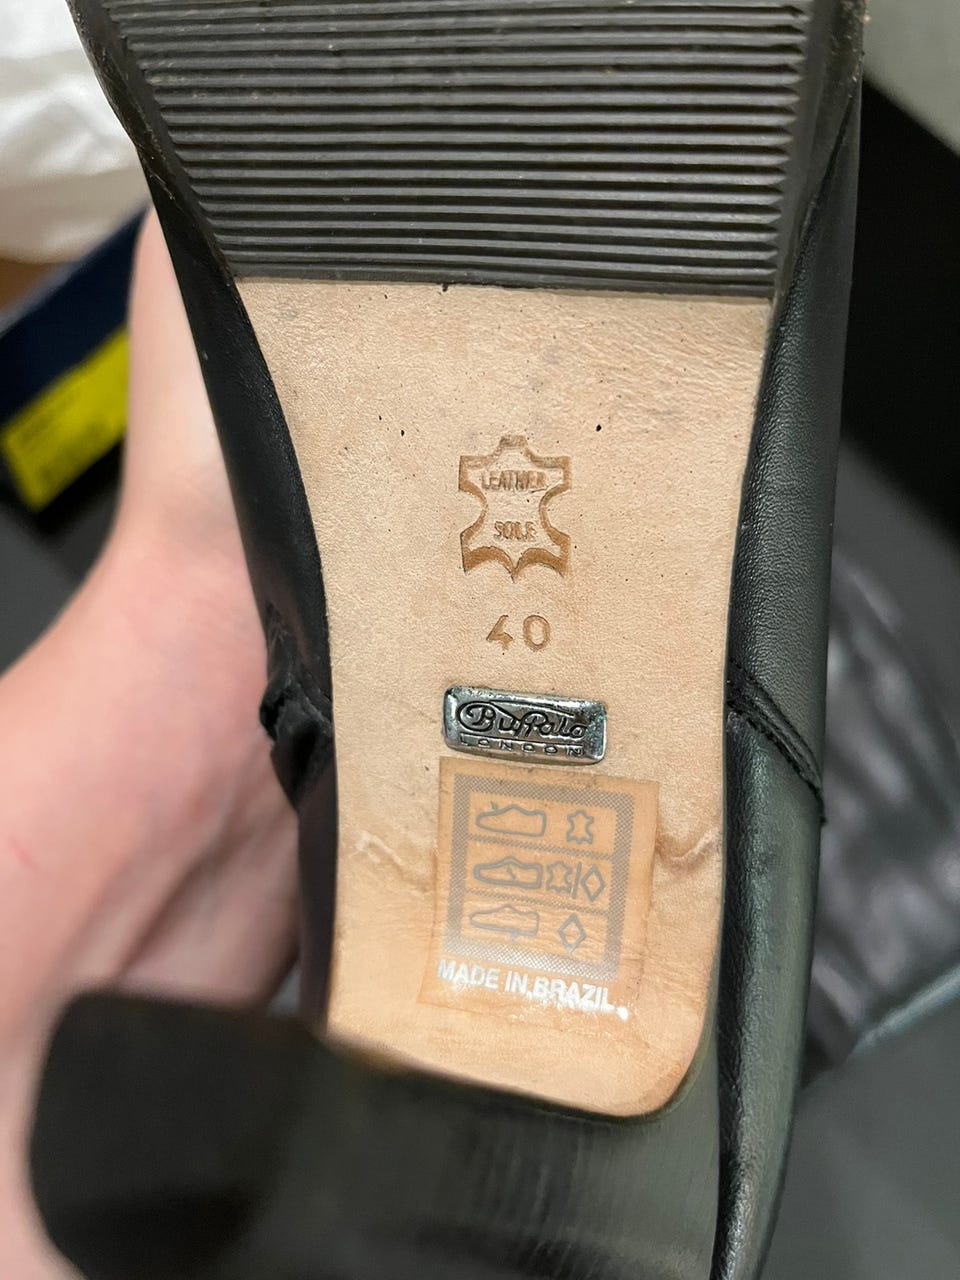 LEATHER
SOLE
40
Buffalo
LONDON
MADE IN BRAZIL